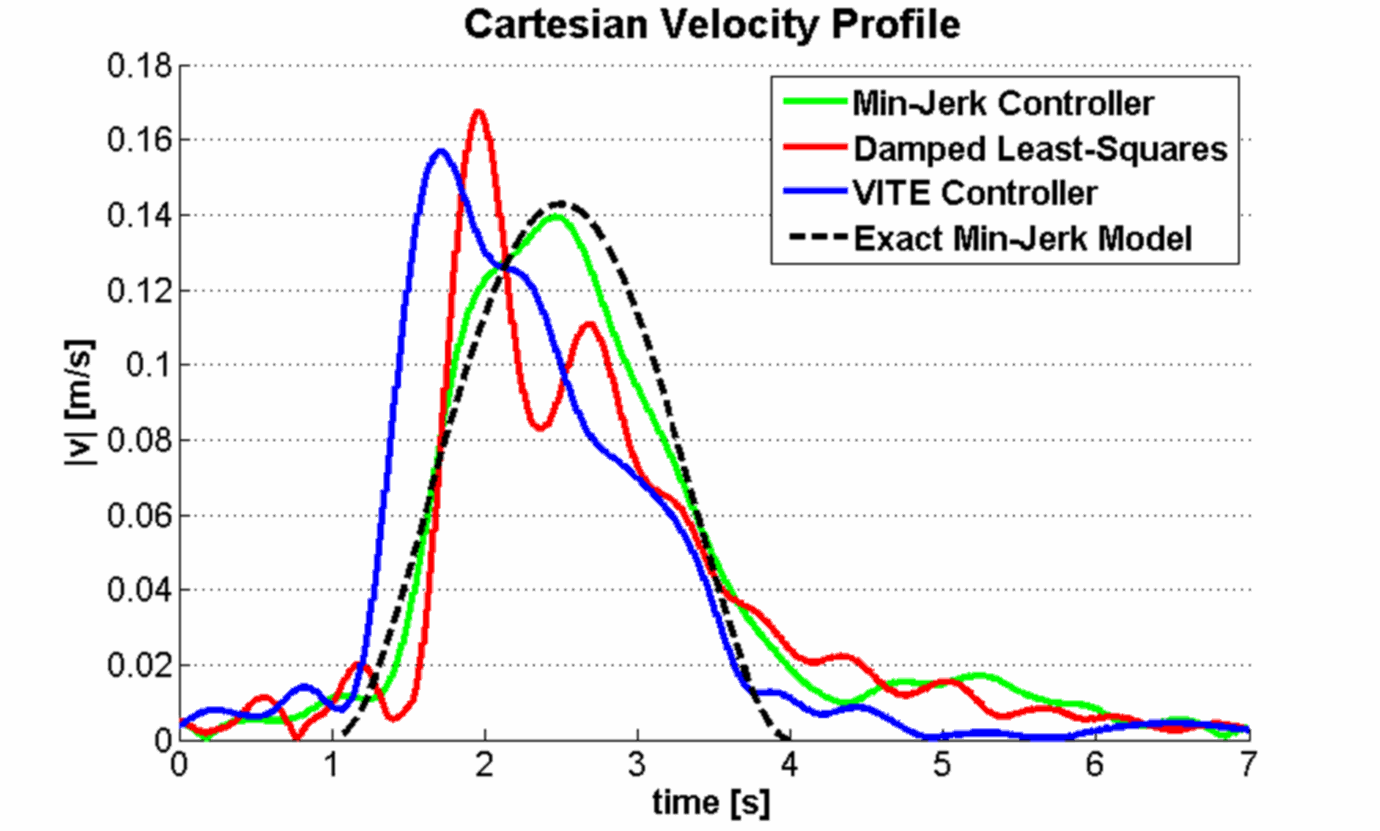 Cartesian Velocity Profile
0.18
0.16
0.14
0.12
0.1
0.08
0.06
0.04
0.02
0
|v| [m/s]
Min-Jerk Controller
Damped Least-Squares
VITE Controller
Exact Min-Jerk Model
0 1 2 3 4 5 6 7
time [s]